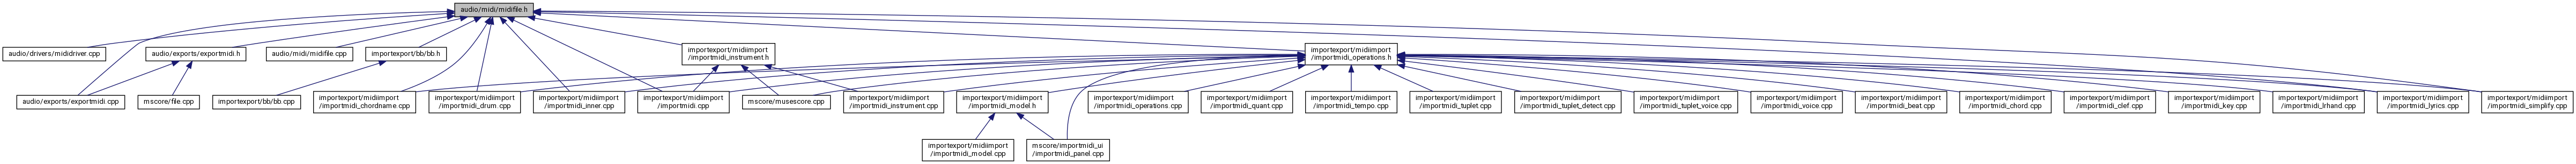 audio/midi/midifile.h
audio/drivers/mididriver.cpp
audio/exports/exportmidi.h
audio/midi/midifile.cpp
importexport/bb/bb.h
importexport/midiimport
/importmidi_instrument.h
importexport/midiimport
/importmidi_operations.h
audio/exports/exportmidi.cpp
mscore/file.cpp
importexport/bb/bb.cpp
importexport/midiimport
/importmidi_chordname.cpp
importexport/midiimport
/importmidi_drum.cpp
importexport/midiimport
/importmidi_inner.cpp
importexport/midiimport
/importmidi.cpp
mscore/musescore.cpp
importexport/midiimport
/importmidi_instrument.cpp
importexport/midiimport
/importmidi_model.h
importexport/midiimport
/importmidi_operations.cpp
importexport/midiimport
/importmidi_quant.cpp
importexport/midiimport
/importmidi_tempo.cpp
importexport/midiimport
/importmidi_tuplet.cpp
importexport/midiimport
/importmidi_tuplet_detect.cpp
importexport/midiimport
/importmidi_tuplet_voice.cpp
importexport/midiimport
/importmidi_voice.cpp
importexport/midiimport
/importmidi_beat.cpp
importexport/midiimport
/importmidi_chord.cpp
importexport/midiimport
/importmidi_clef.cpp
importexport/midiimport
/importmidi_key.cpp
importexport/midiimport
/importmidi_lrhand.cpp
importexport/midiimport
/importmidi_lyrics.cpp
importexport/midiimport
/importmidi_simplify.cpp
importexport/midiimport
/importmidi_model.cpp
mscore/importmidi_ui
/importmidi_panel.cpp